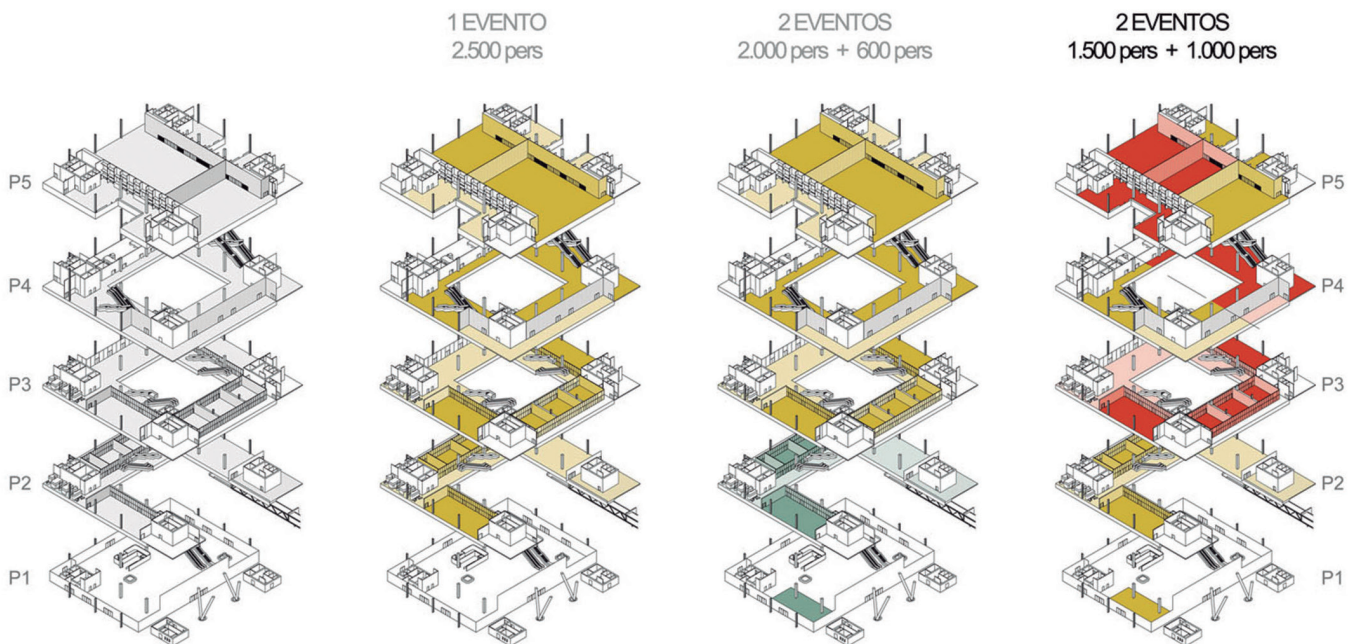 1 EVENTO
2.500 pers
2 EVENTOS
2.000 pers + 600 pers
2 EVENTOS
1.500 pers + 1.000 pers
P5
P5
P4
P4
P3
P3
P2
P2
P1
P1